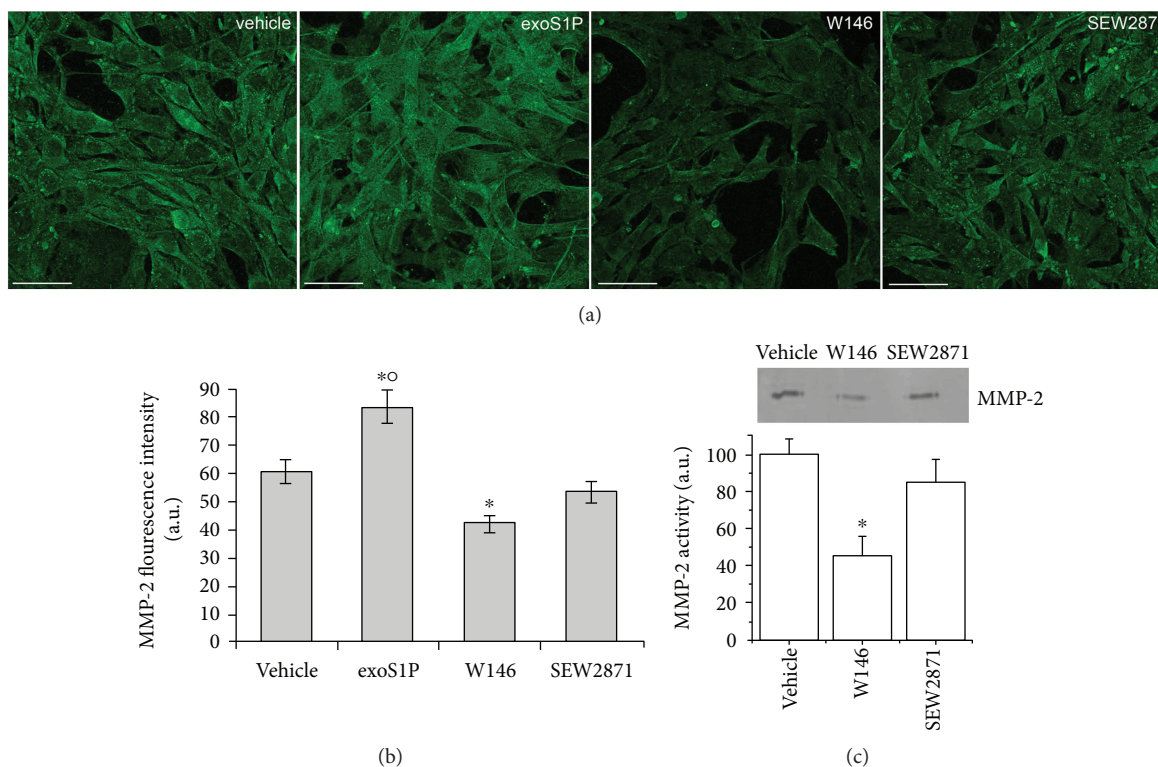 vehicle
exoS1P
W146
SEW287
(a)
MMP-2 flourescence intensity
(a.u.)
90
80
70
60
50
40
30
20
10
0
*○
*
Vehicle
exoS1P
W146
SEW2871
(b)
Vehicle W146 SEW2871
MMP-2
MMP-2 activity (a.u.)
100
80
60
40
20
0
*
Vehicle
W146
SEW2871
(c)